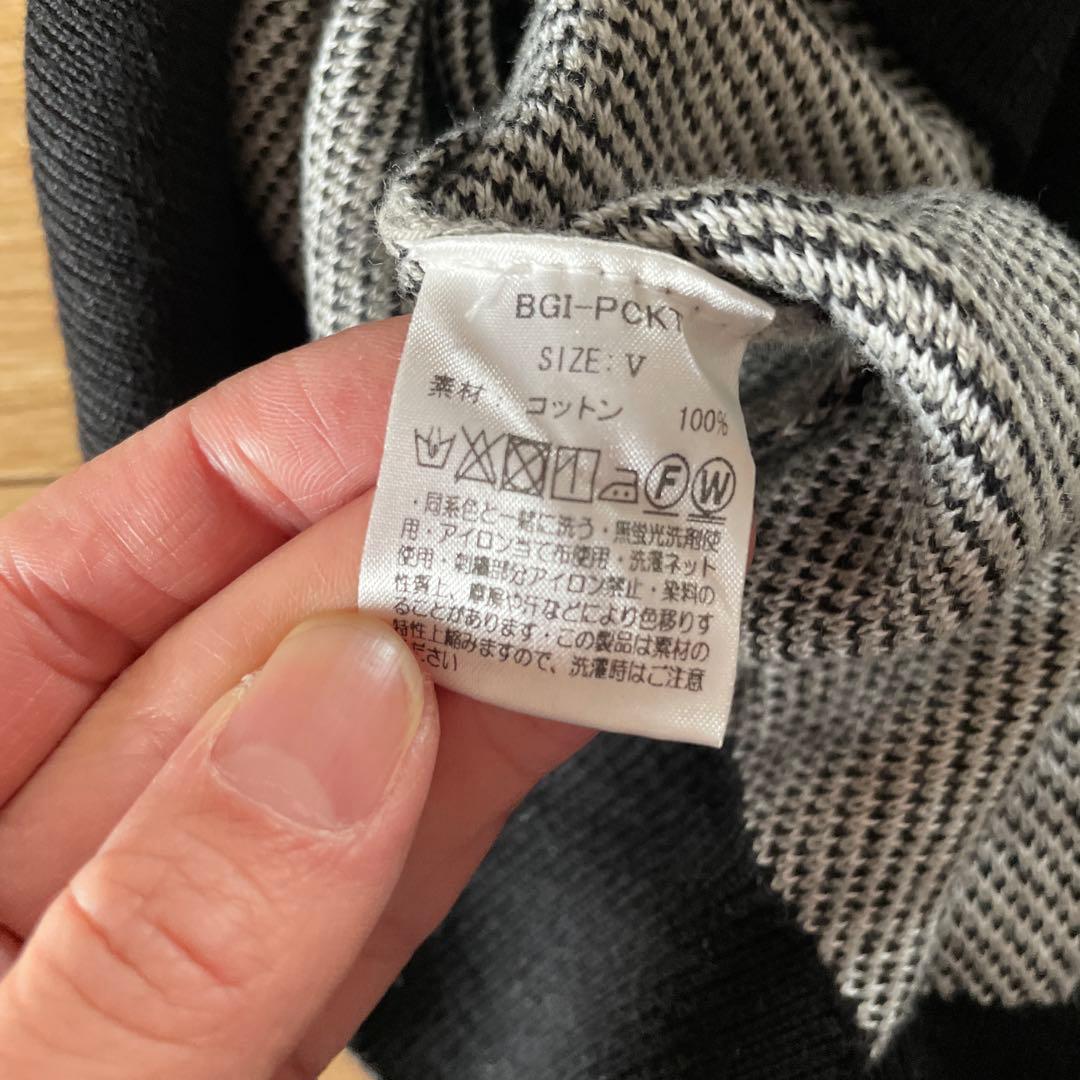 BGI-PCKT
SIZE: V
素材: コットン 100%
F W
・同系色と一緒に洗う・無蛍光洗剤使
用・アイロン当て布使用・洗濯ネット
使用・刺繍部分アイロン禁止・染料の
性質上、摩擦や汗などにより色移りす
ることがあります・この製品は素材の
特性上縮みますので、洗濯時はご注意
ください